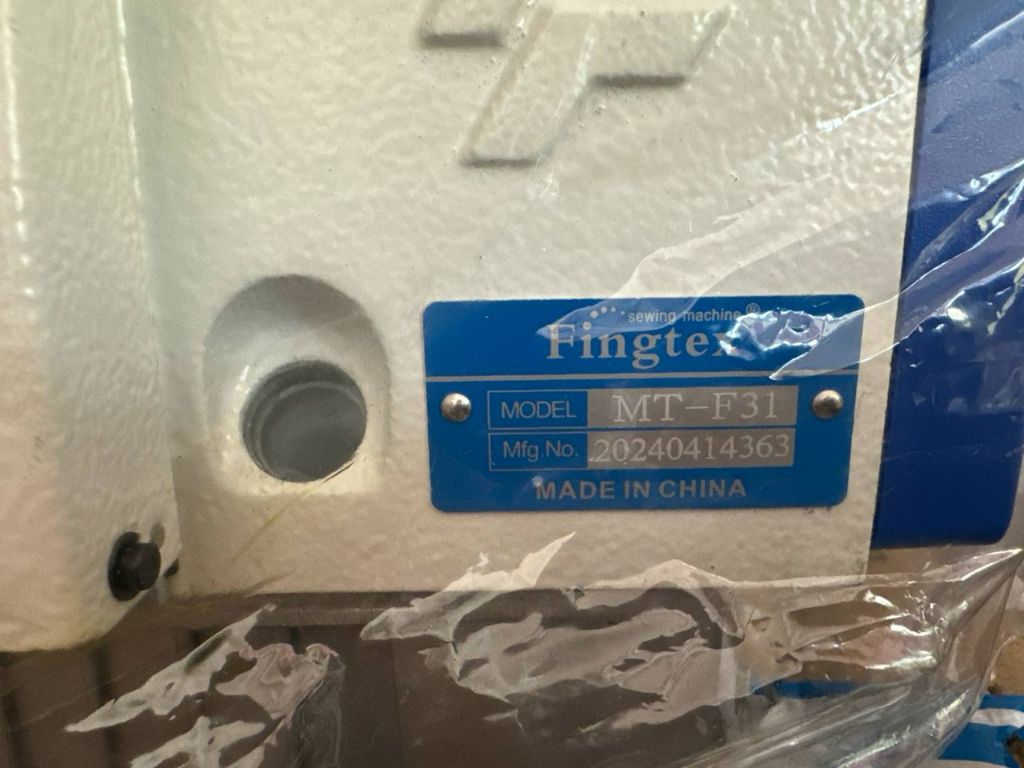 sewing machine ®
Fingtex
MODEL MT-F31
Mfg.No. 20240414363
MADE IN CHINA